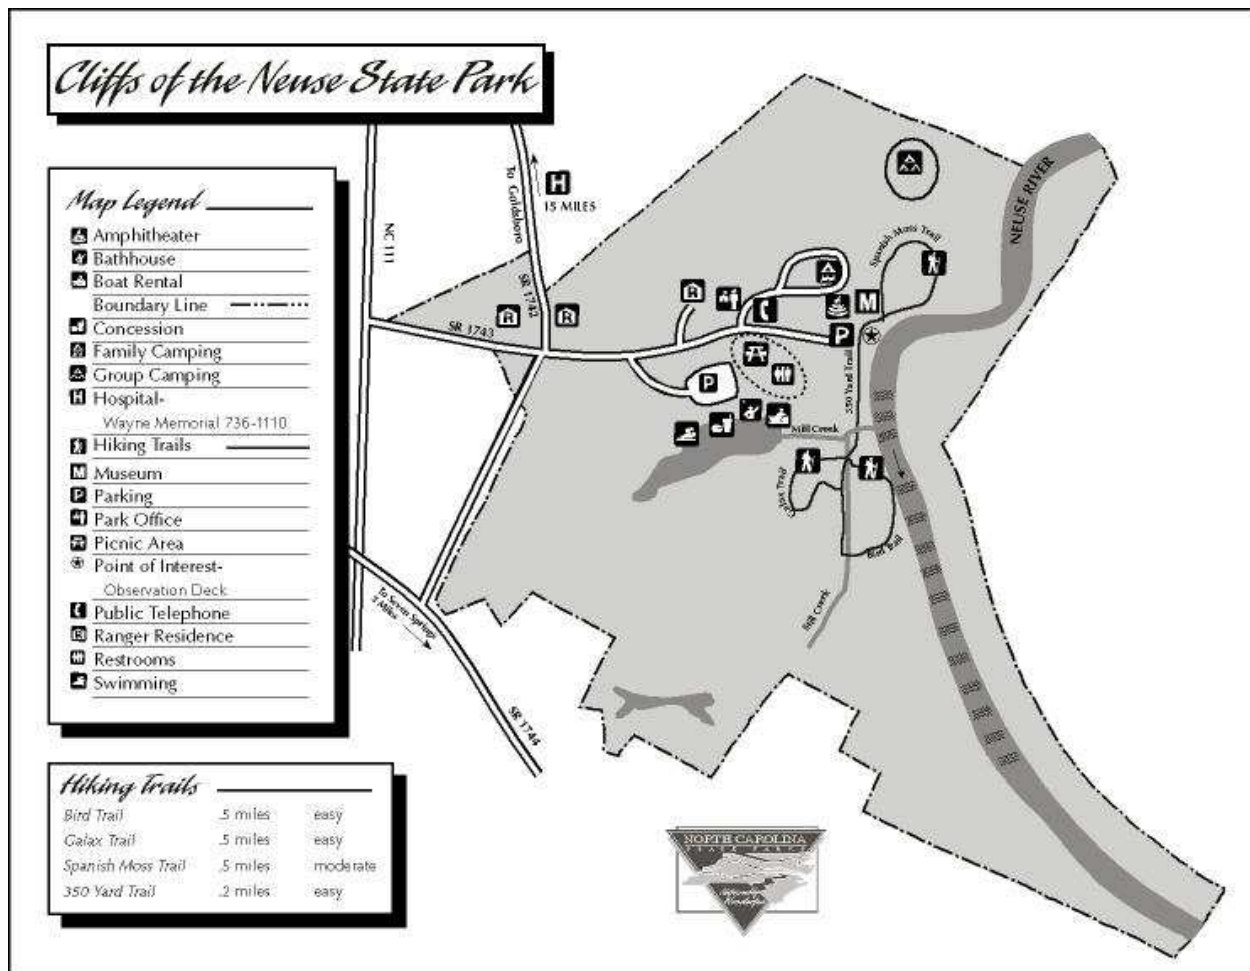 Cliffs of the Neuse State Park
Map Legend
Amphitheater
Bathhouse
Boat Rental
Boundary Line
Concession
Family Camping
Group Camping
H Hospital-
Wayne Memorial 736-1110
Hiking Trails
M Museum
P Parking
Park Office
Picnic Area
Point of Interest-
Observation Deck
Public Telephone
R Ranger Residence
Restrooms
Swimming
Hiking Trails
Bird Trail .5 miles easy
Galax Trail .5 miles easy
Spanish Moss Trail .5 miles moderate
350 Yard Trail .2 miles easy
NC 111
To Goldsboro
H
15 MILES
SR 1742
SR 1743
R
R
R
P
P
M
NEUSE RIVER
Spanish Moss Trail
350 Yard Trail
Mill Creek
Galax Trail
Bird Trail
Mill Creek
To Seven Springs
3 Miles
SR 1744
NORTH CAROLINA
STATE PARKS